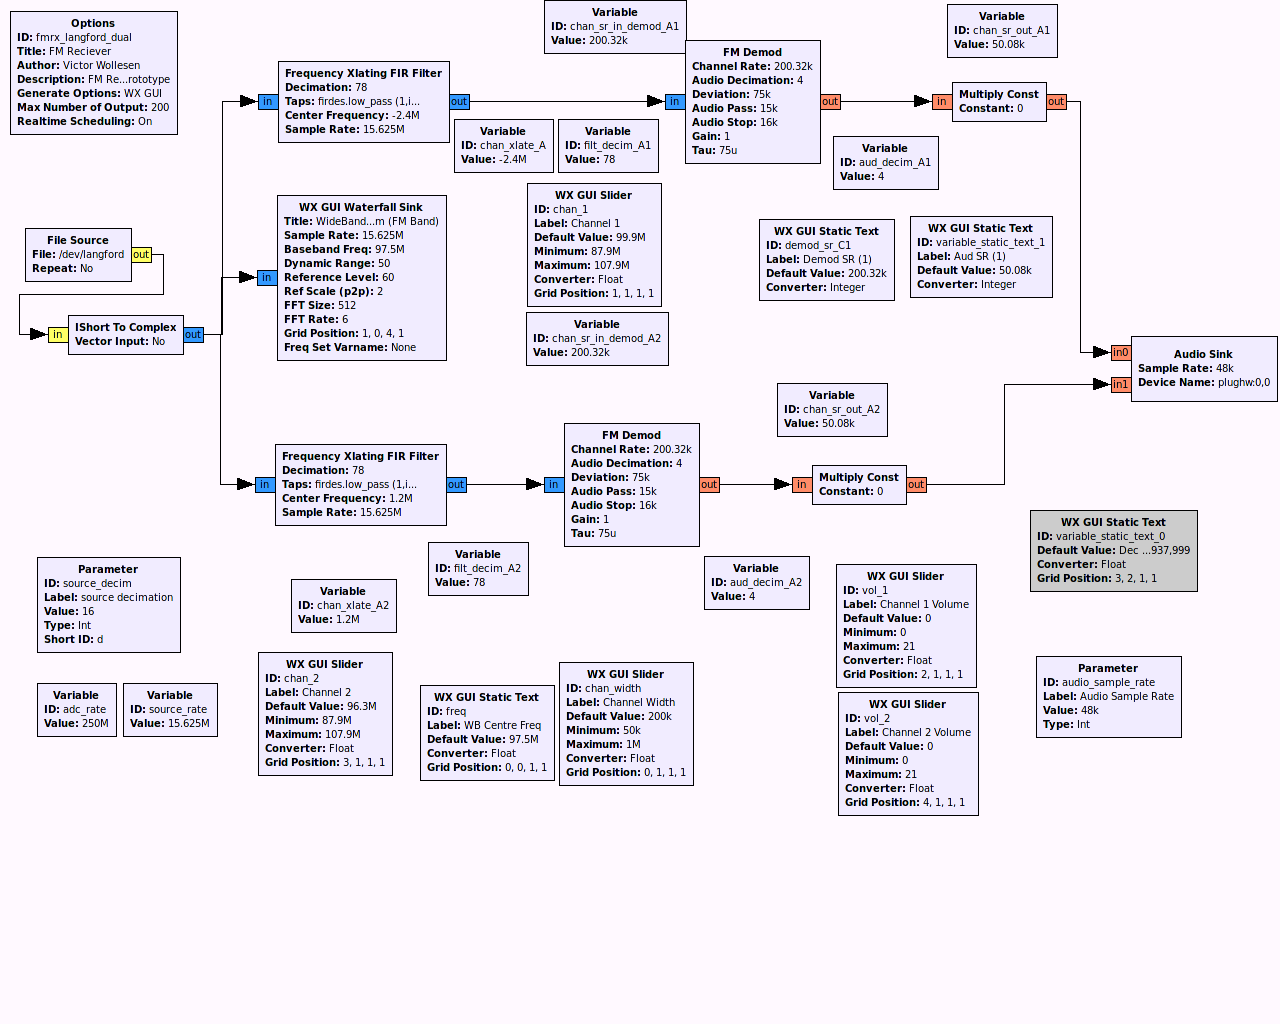 Options
ID: fmrx_langford_dual
Title: FM Reciever
Author: Victor Wollesen
Description: FM Re...rototype
Generate Options: WX GUI
Max Number of Output: 200
Realtime Scheduling: On
Variable
ID: chan_sr_in_demod_A1
Value: 200.32k
Variable
ID: chan_sr_out_A1
Value: 50.08k
in
Frequency Xlating FIR Filter
Decimation: 78
Taps: firdes.low_pass (1,i...
Center Frequency: -2.4M
Sample Rate: 15.625M
out
in
FM Demod
Channel Rate: 200.32k
Audio Decimation: 4
Deviation: 75k
Audio Pass: 15k
Audio Stop: 16k
Gain: 1
Tau: 75u
out
in
Multiply Const
Constant: 0
out
Variable
ID: chan_xlate_A
Value: -2.4M
Variable
ID: filt_decim_A1
Value: 78
Variable
ID: aud_decim_A1
Value: 4
File Source
File: /dev/langford
Repeat: No
out
in
IShort To Complex
Vector Input: No
out
in
WX GUI Waterfall Sink
Title: WideBand...m (FM Band)
Sample Rate: 15.625M
Baseband Freq: 97.5M
Dynamic Range: 50
Reference Level: 60
Ref Scale (p2p): 2
FFT Size: 512
FFT Rate: 6
Grid Position: 1, 0, 4, 1
Freq Set Varname: None
WX GUI Slider
ID: chan_1
Label: Channel 1
Default Value: 99.9M
Minimum: 87.9M
Maximum: 107.9M
Converter: Float
Grid Position: 1, 1, 1, 1
WX GUI Static Text
ID: demod_sr_C1
Label: Demod SR (1)
Default Value: 200.32k
Converter: Integer
WX GUI Static Text
ID: variable_static_text_1
Label: Aud SR (1)
Default Value: 50.08k
Converter: Integer
Variable
ID: chan_sr_in_demod_A2
Value: 200.32k
in0
in1
Audio Sink
Sample Rate: 48k
Device Name: plughw:0,0
Variable
ID: chan_sr_out_A2
Value: 50.08k
in
Frequency Xlating FIR Filter
Decimation: 78
Taps: firdes.low_pass (1,i...
Center Frequency: 1.2M
Sample Rate: 15.625M
out
in
FM Demod
Channel Rate: 200.32k
Audio Decimation: 4
Deviation: 75k
Audio Pass: 15k
Audio Stop: 16k
Gain: 1
Tau: 75u
out
in
Multiply Const
Constant: 0
out
WX GUI Static Text
ID: variable_static_text_0
Default Value: Dec ...937,999
Converter: Float
Grid Position: 3, 2, 1, 1
Parameter
ID: source_decim
Label: source decimation
Value: 16
Type: Int
Short ID: d
Variable
ID: chan_xlate_A2
Value: 1.2M
Variable
ID: filt_decim_A2
Value: 78
Variable
ID: aud_decim_A2
Value: 4
WX GUI Slider
ID: vol_1
Label: Channel 1 Volume
Default Value: 0
Minimum: 0
Maximum: 21
Converter: Float
Grid Position: 2, 1, 1, 1
Variable
ID: adc_rate
Value: 250M
Variable
ID: source_rate
Value: 15.625M
WX GUI Slider
ID: chan_2
Label: Channel 2
Default Value: 96.3M
Minimum: 87.9M
Maximum: 107.9M
Converter: Float
Grid Position: 3, 1, 1, 1
WX GUI Static Text
ID: freq
Label: WB Centre Freq
Default Value: 97.5M
Converter: Float
Grid Position: 0, 0, 1, 1
WX GUI Slider
ID: chan_width
Label: Channel Width
Default Value: 200k
Minimum: 50k
Maximum: 1M
Converter: Float
Grid Position: 0, 1, 1, 1
WX GUI Slider
ID: vol_2
Label: Channel 2 Volume
Default Value: 0
Minimum: 0
Maximum: 21
Converter: Float
Grid Position: 4, 1, 1, 1
Parameter
ID: audio_sample_rate
Label: Audio Sample Rate
Value: 48k
Type: Int